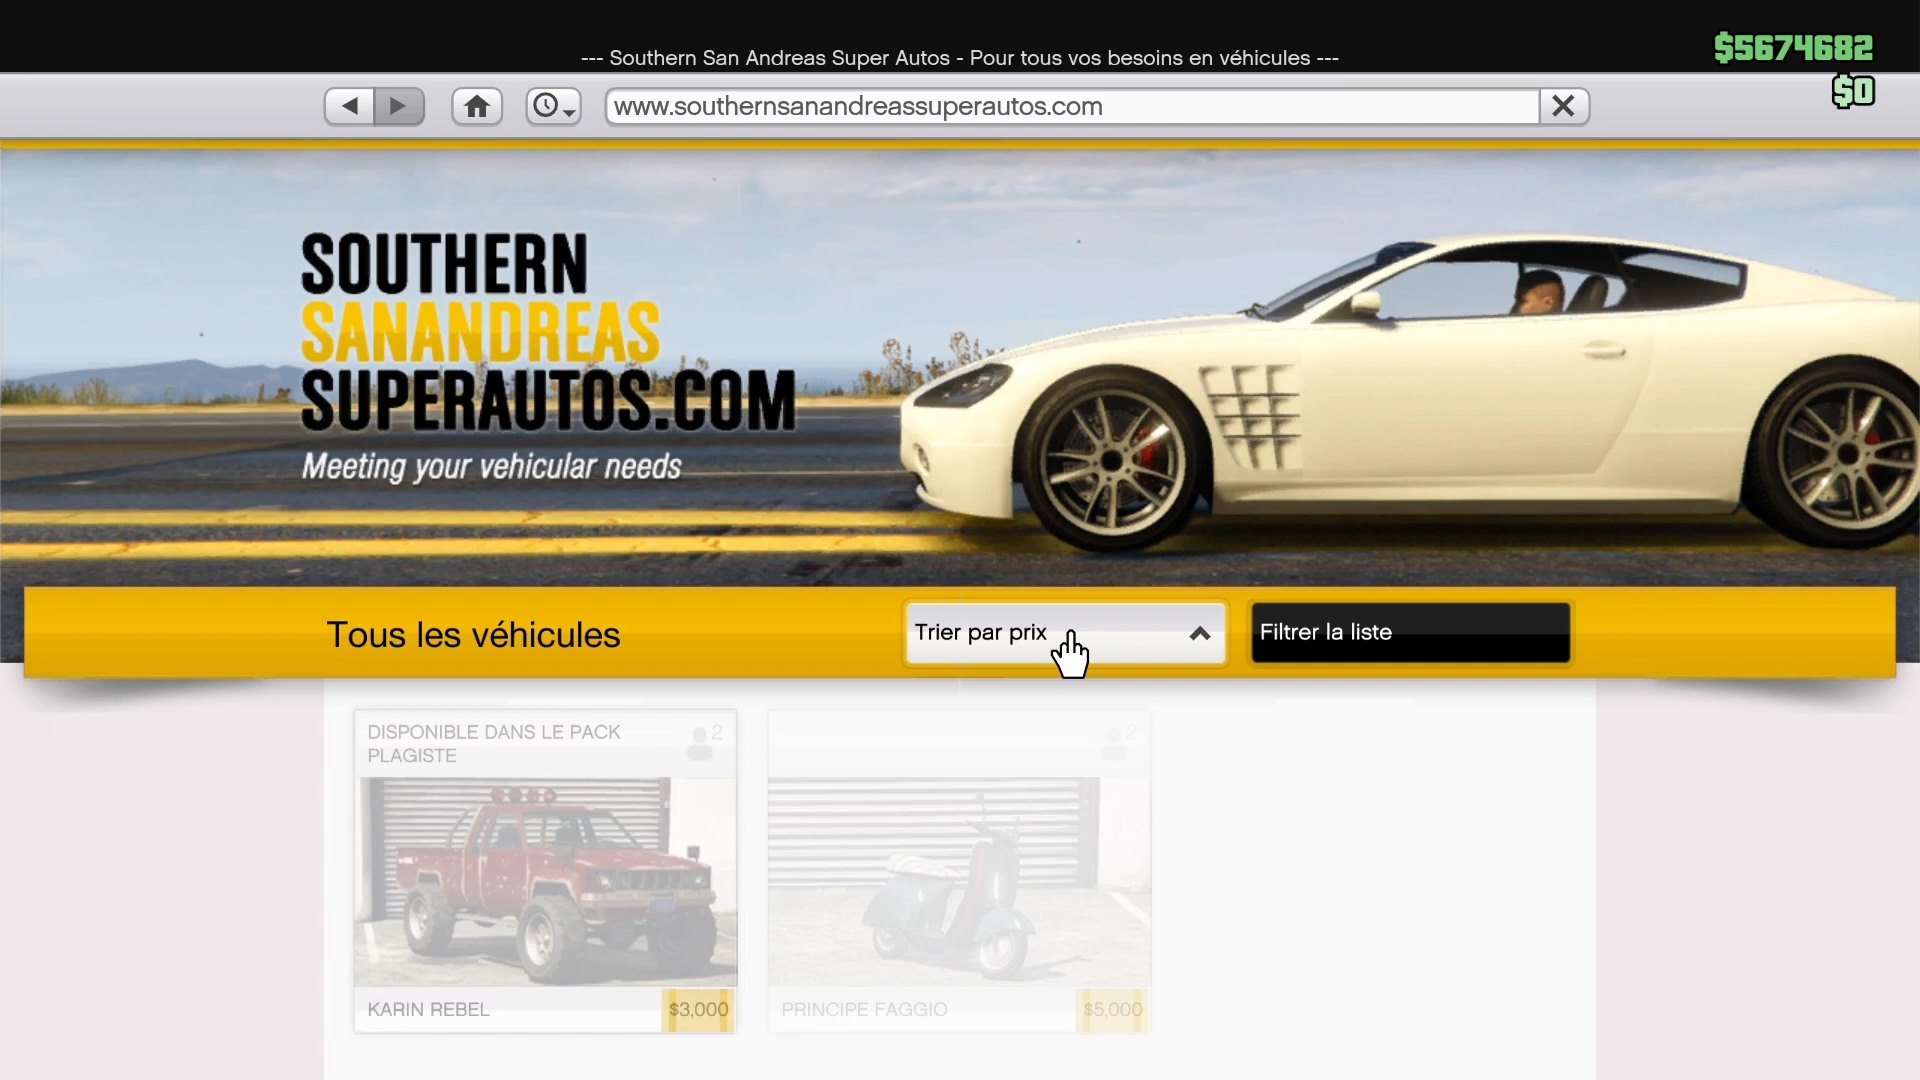 --- Southern San Andreas Super Autos - Pour tous vos besoins en véhicules ---
$5674682
$0
www.southernsanandreassuperautos.com
SOUTHERN
SANANDREAS
SUPERAUTOS.COM
Meeting your vehicular needs
Tous les véhicules
Trier par prix
Filtrer la liste
DISPONIBLE DANS LE PACK
PLAGISTE
2
2
KARIN REBEL
$3,000
PRINCIPE FAGGIO
$5,000